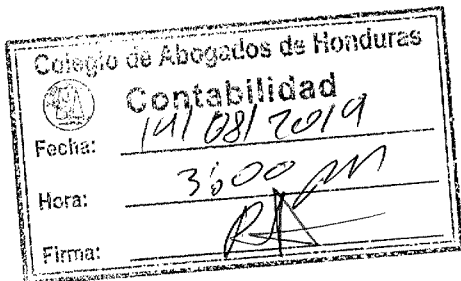 Colegio de Abogados de Honduras
Contabilidad
Fecha: 14/08/2019
Hora: 3:00 pm
Firma: